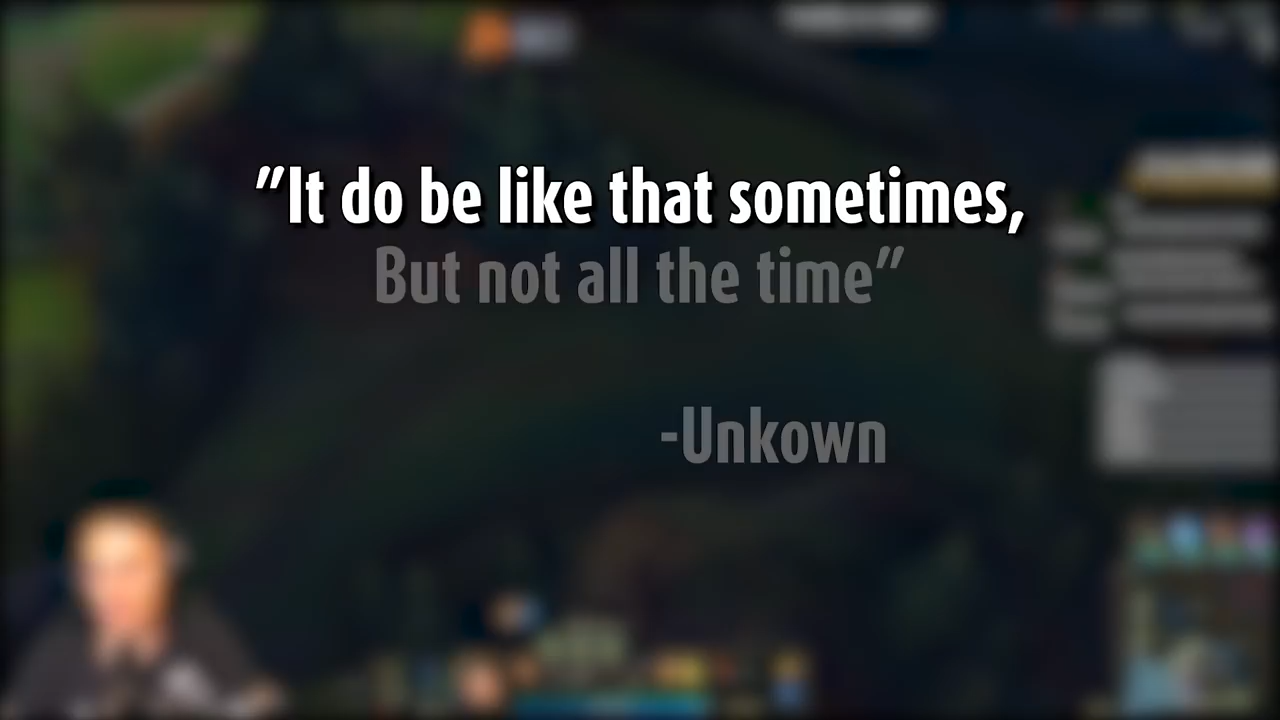 "It do be like that sometimes,
But not all the time"
-Unkown